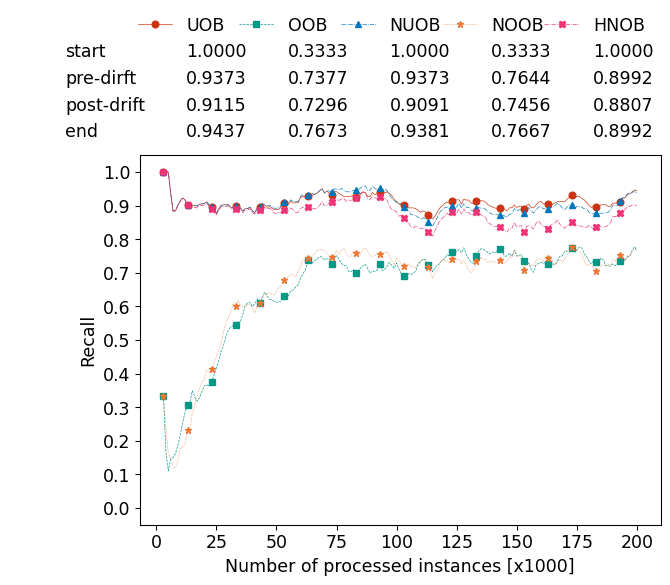 UOB OOB NUOB NOOB HNOB
start 1.0000 0.3333 1.0000 0.3333 1.0000
pre-dirft 0.9373 0.7377 0.9373 0.7644 0.8992
post-drift 0.9115 0.7296 0.9091 0.7456 0.8807
end 0.9437 0.7673 0.9381 0.7667 0.8992
1.0
0.9
0.8
0.7
0.6
0.5
0.4
0.3
0.2
0.1
0.0
Recall
0 25 50 75 100 125 150 175 200
Number of processed instances [x1000]